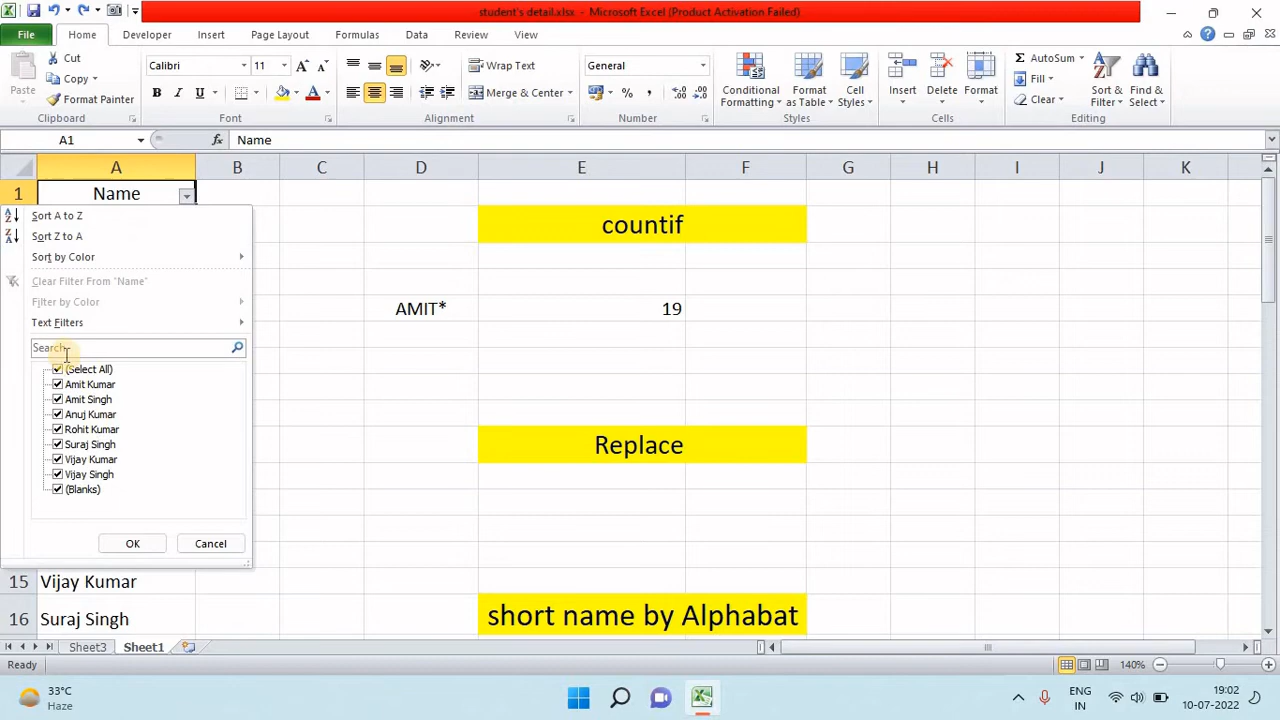 student's detail.xlsx - Microsoft Excel (Product Activation Failed)
File Home Developer Insert Page Layout Formulas Data Review View
Paste
Cut
Copy
Format Painter
Clipboard
Calibri 11
B I U
Font
Wrap Text
Merge & Center
Alignment
General
Number
Conditional Formatting
Format as Table
Cell Styles
Styles
Insert Delete Format
Cells
AutoSum
Fill
Clear
Sort & Filter
Find & Select
Editing
A1 fx Name
A B C D E F G H I J K
1 Name
Sort A to Z
Sort Z to A
Sort by Color
Clear Filter From "Name"
Filter by Color
Text Filters
Search
(Select All)
Amit Kumar
Amit Singh
Anuj Kumar
Rohit Kumar
Suraj Singh
Vijay Kumar
Vijay Singh
(Blanks)
OK Cancel
countif
AMIT* 19
Replace
15 Vijay Kumar
16 Suraj Singh
short name by Alphabat
Sheet3 Sheet1
Ready 140%
33°C
Haze
ENG
IN
19:02
10-07-2022